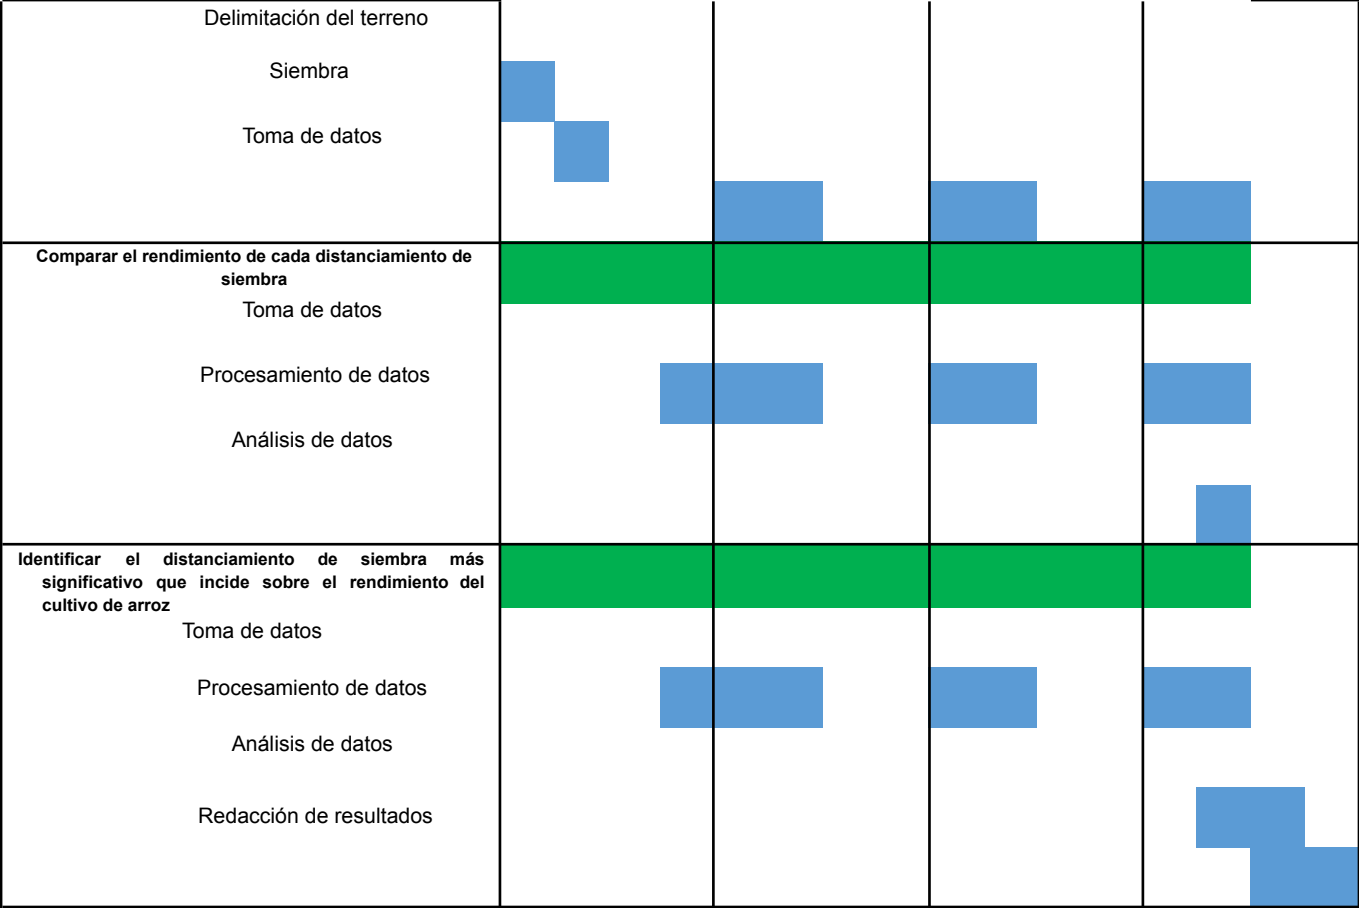 Delimitación del terreno
Siembra
Toma de datos
Comparar el rendimiento de cada distanciamiento de
siembra
Toma de datos
Procesamiento de datos
Análisis de datos
Identificar el distanciamiento de siembra más
significativo que incide sobre el rendimiento del
cultivo de arroz
Toma de datos
Procesamiento de datos
Análisis de datos
Redacción de resultados